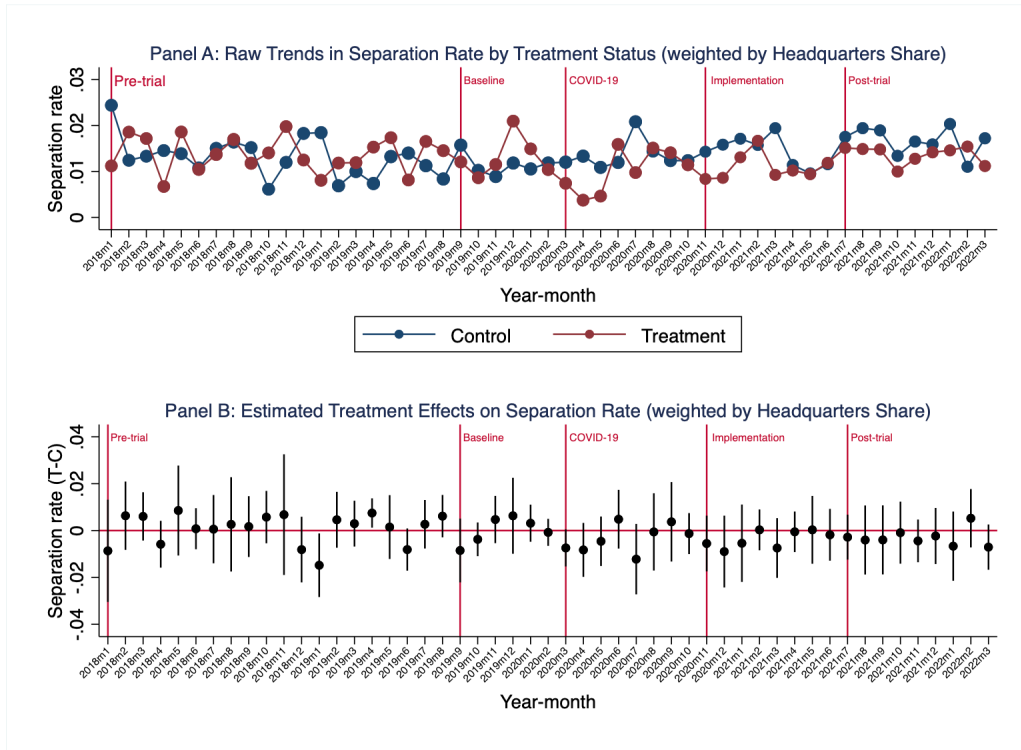 Panel A: Raw Trends in Separation Rate by Treatment Status (weighted by Headquarters Share)
Separation rate
.03
.02
.01
0
Pre-trial
Baseline
COVID-19
Implementation
Post-trial
2018m1
2018m2
2018m3
2018m4
2018m5
2018m6
2018m7
2018m8
2018m9
2018m10
2018m11
2018m12
2019m1
2019m2
2019m3
2019m4
2019m5
2019m6
2019m7
2019m8
2019m9
2019m10
2019m11
2019m12
2020m1
2020m2
2020m3
2020m4
2020m5
2020m6
2020m7
2020m8
2020m9
2020m10
2020m11
2020m12
2021m1
2021m2
2021m3
2021m4
2021m5
2021m6
2021m7
2021m8
2021m9
2021m10
2021m11
2021m12
2022m1
2022m2
2022m3
Year-month
Control
Treatment
Panel B: Estimated Treatment Effects on Separation Rate (weighted by Headquarters Share)
Separation rate (T-C)
.04
.02
0
-.02
-.04
Pre-trial
Baseline
COVID-19
Implementation
Post-trial
2018m1
2018m2
2018m3
2018m4
2018m5
2018m6
2018m7
2018m8
2018m9
2018m10
2018m11
2018m12
2019m1
2019m2
2019m3
2019m4
2019m5
2019m6
2019m7
2019m8
2019m9
2019m10
2019m11
2019m12
2020m1
2020m2
2020m3
2020m4
2020m5
2020m6
2020m7
2020m8
2020m9
2020m10
2020m11
2020m12
2021m1
2021m2
2021m3
2021m4
2021m5
2021m6
2021m7
2021m8
2021m9
2021m10
2021m11
2021m12
2022m1
2022m2
2022m3
Year-month